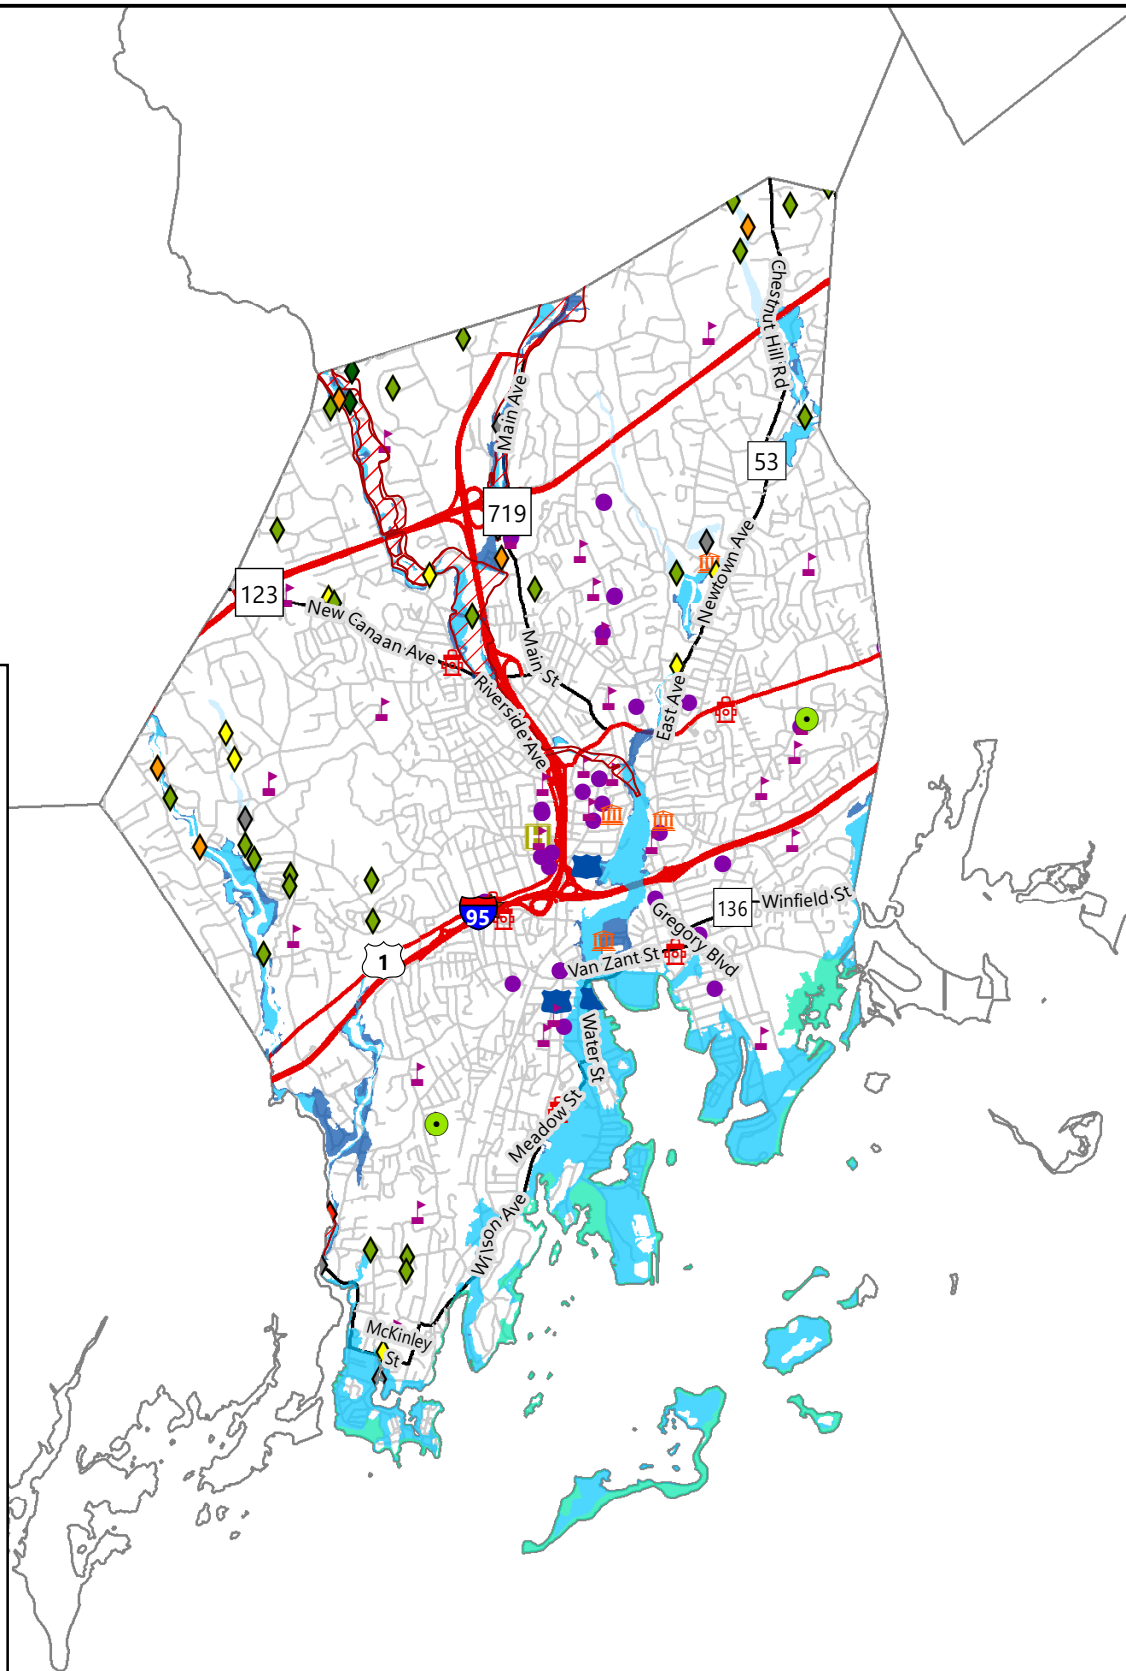 Chestnut Hill Rd
Main Ave
53
719
Newtown Ave
123
New Canaan Ave
Main St
East Ave
Riverside Ave
H
95
136
Winfield St
Gregory Blvd
1
Van Zant St
Water St
Meadow St
Wilson Ave
McKinley
St